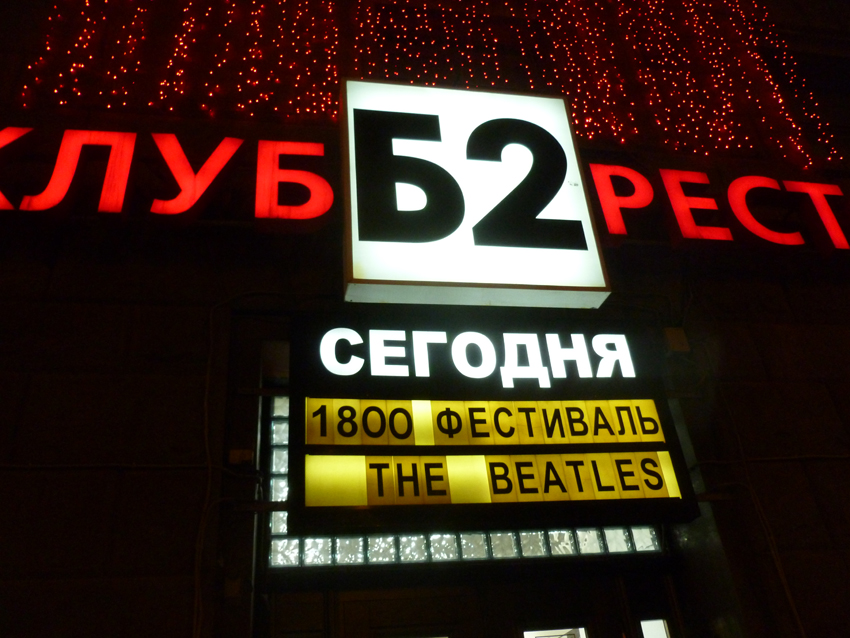 КЛУБ Б2 РЕСТ
СЕГОДНЯ
1800 ФЕСТИВАЛЬ
THE BEATLES